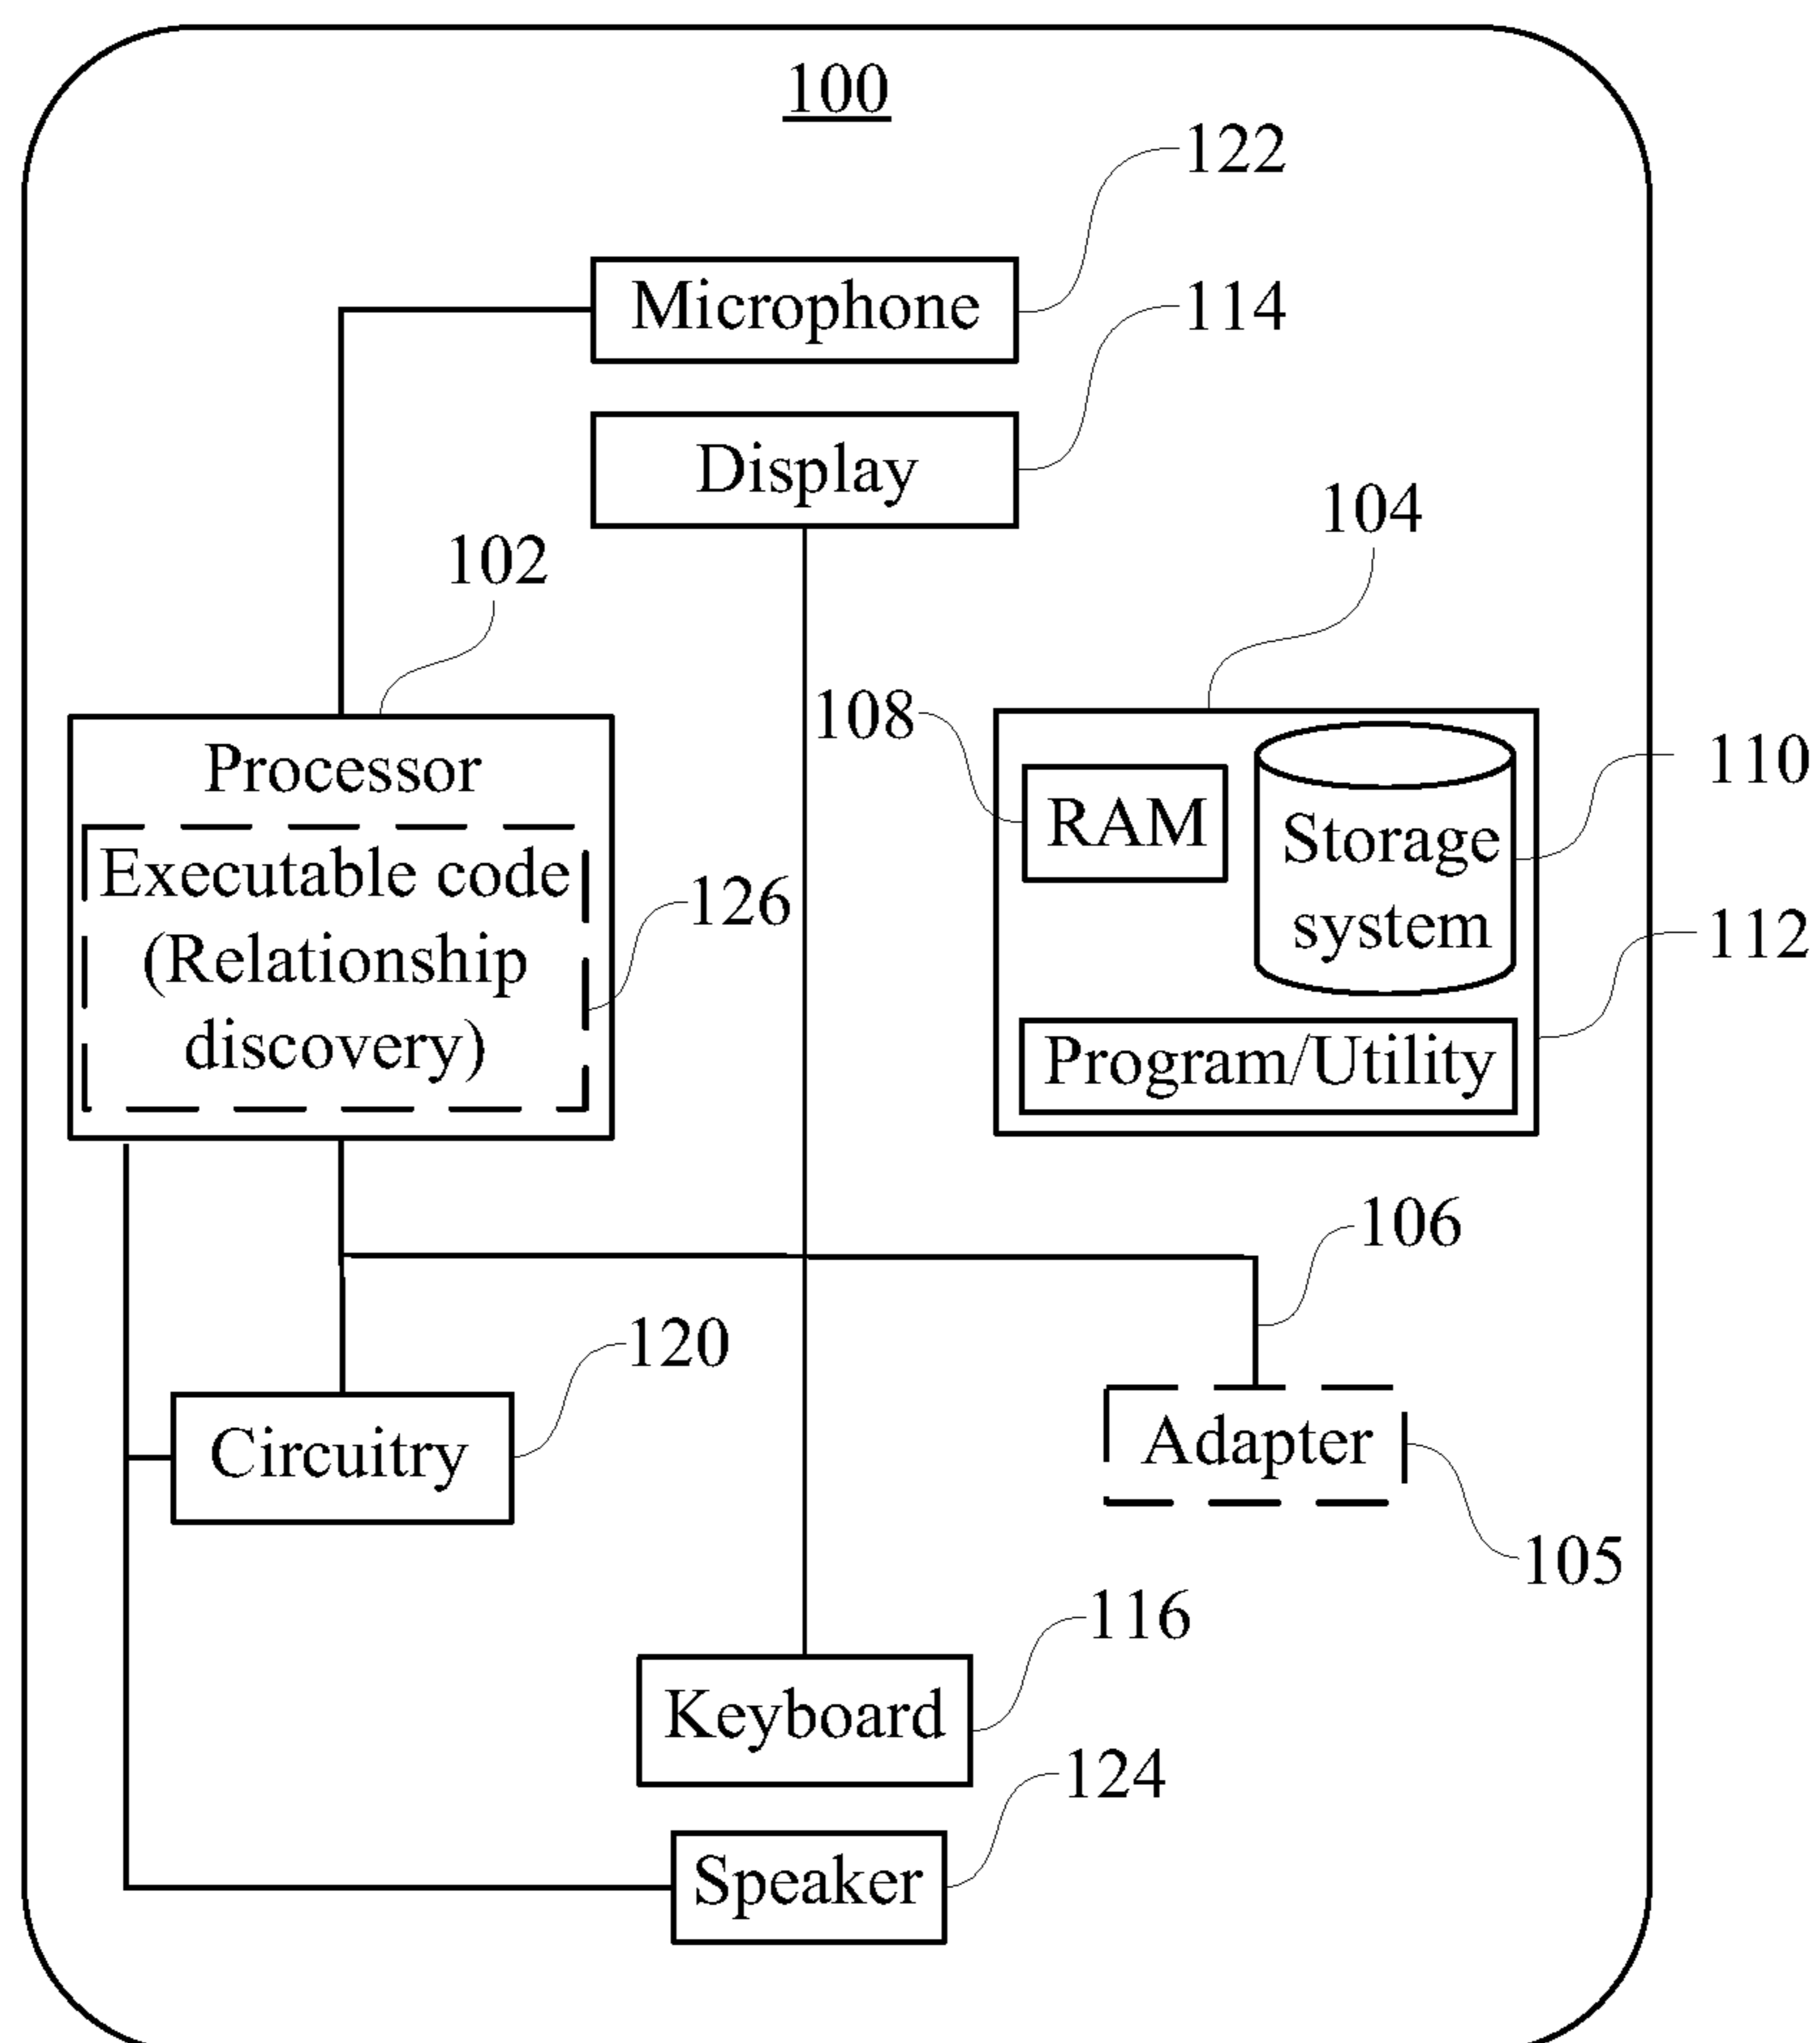 100
122
Microphone
114
Display
104
102
108
110
Processor
RAM
Storage
system
Executable code
(Relationship
discovery)
126
112
Program/Utility
106
120
Circuitry
Adapter
105
116
Keyboard
124
Speaker